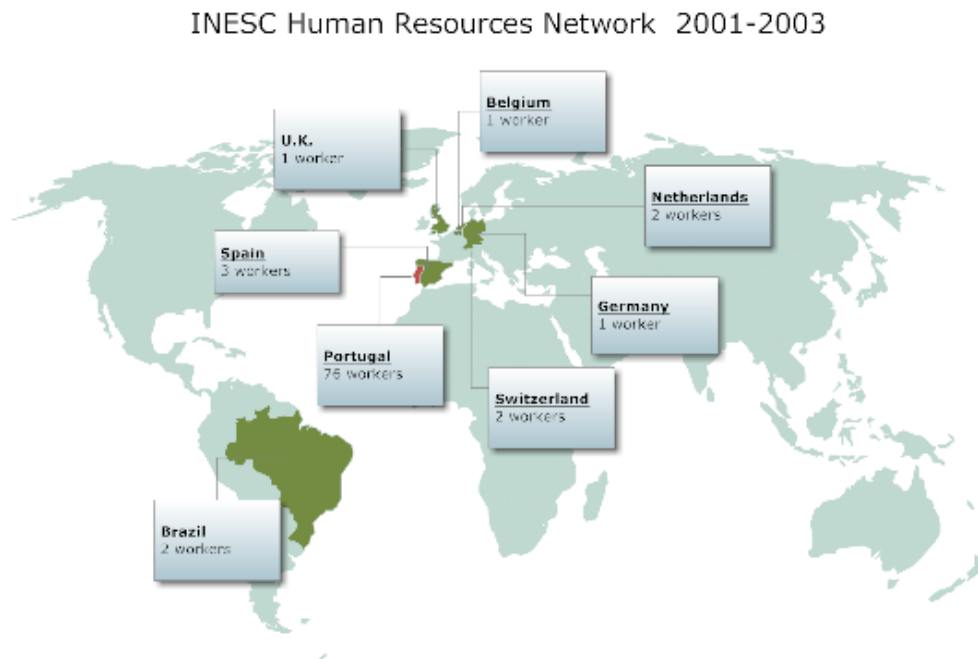 INESC Human Resources Network 2001-2003
Belgium
1 worker
U.K.
1 worker
Netherlands
2 workers
Spain
3 workers
Germany
1 worker
Portugal
76 workers
Switzerland
2 workers
Brazil
2 workers